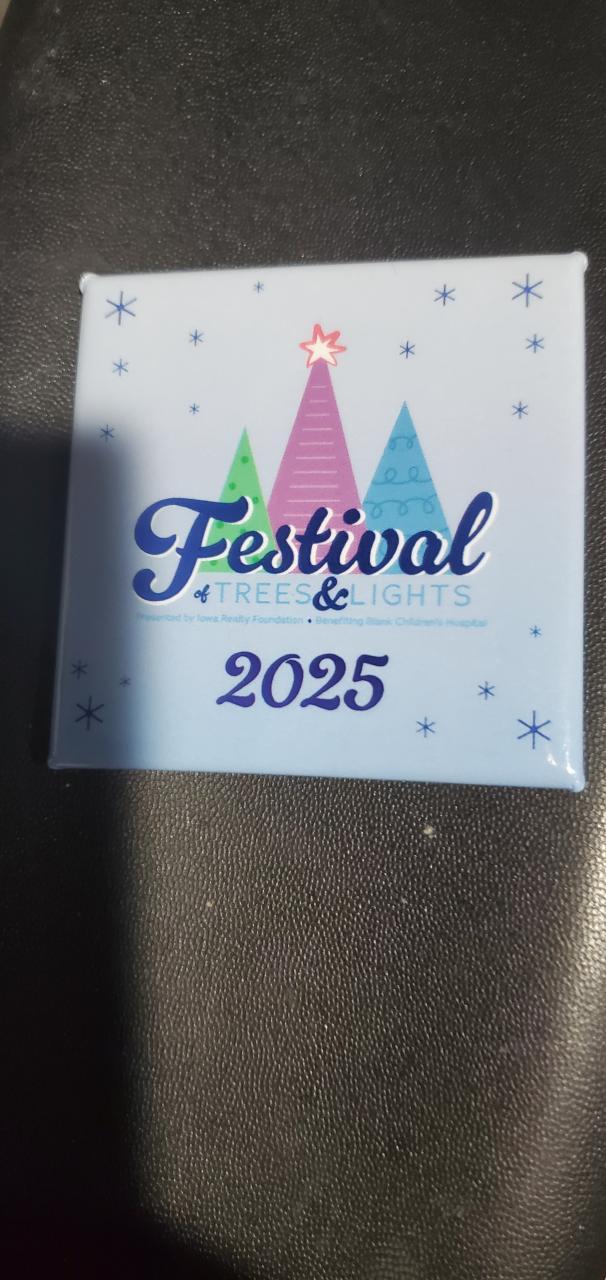 Festival
of TREES & LIGHTS
Presented by Iowa Realty Foundation • Benefiting Blank Children's Hospital
2025